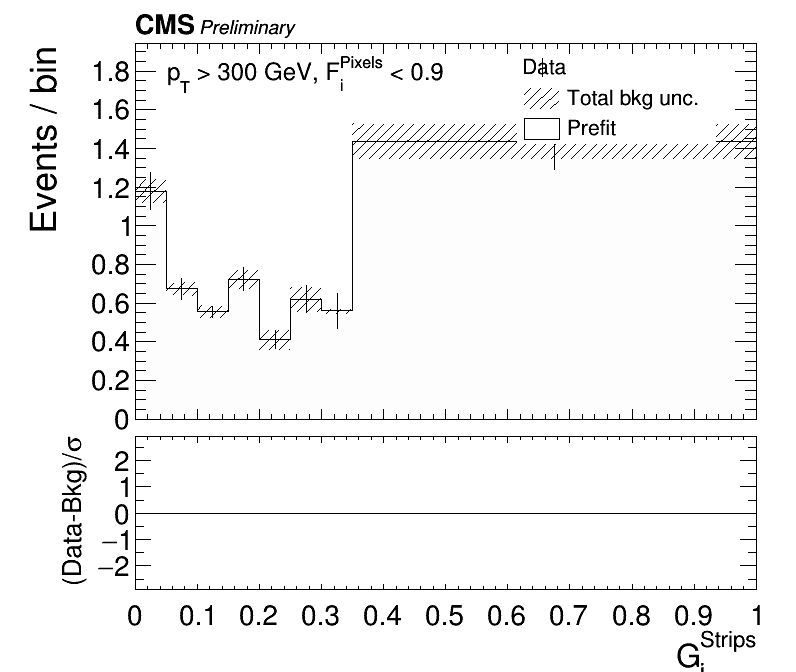 CMS Preliminary
Events / bin
p_T > 300 GeV, F_i^Pixels < 0.9
Data
Total bkg unc.
Prefit
1.8
1.6
1.4
1.2
1
0.8
0.6
0.4
0.2
0
(Data-Bkg)/σ
2
1
0
−1
−2
0 0.1 0.2 0.3 0.4 0.5 0.6 0.7 0.8 0.9 1
G_i^Strips